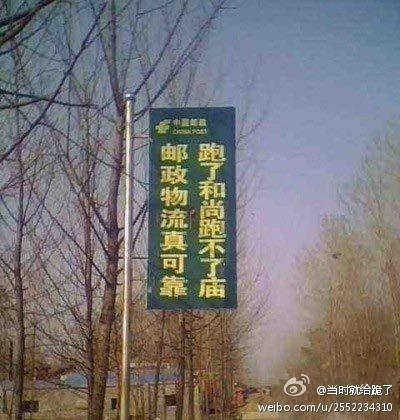 中国邮政
CHINA POST
跑了和尚跑不了庙
邮政物流真可靠
@当时就给跪了
weibo.com/u/2552234310